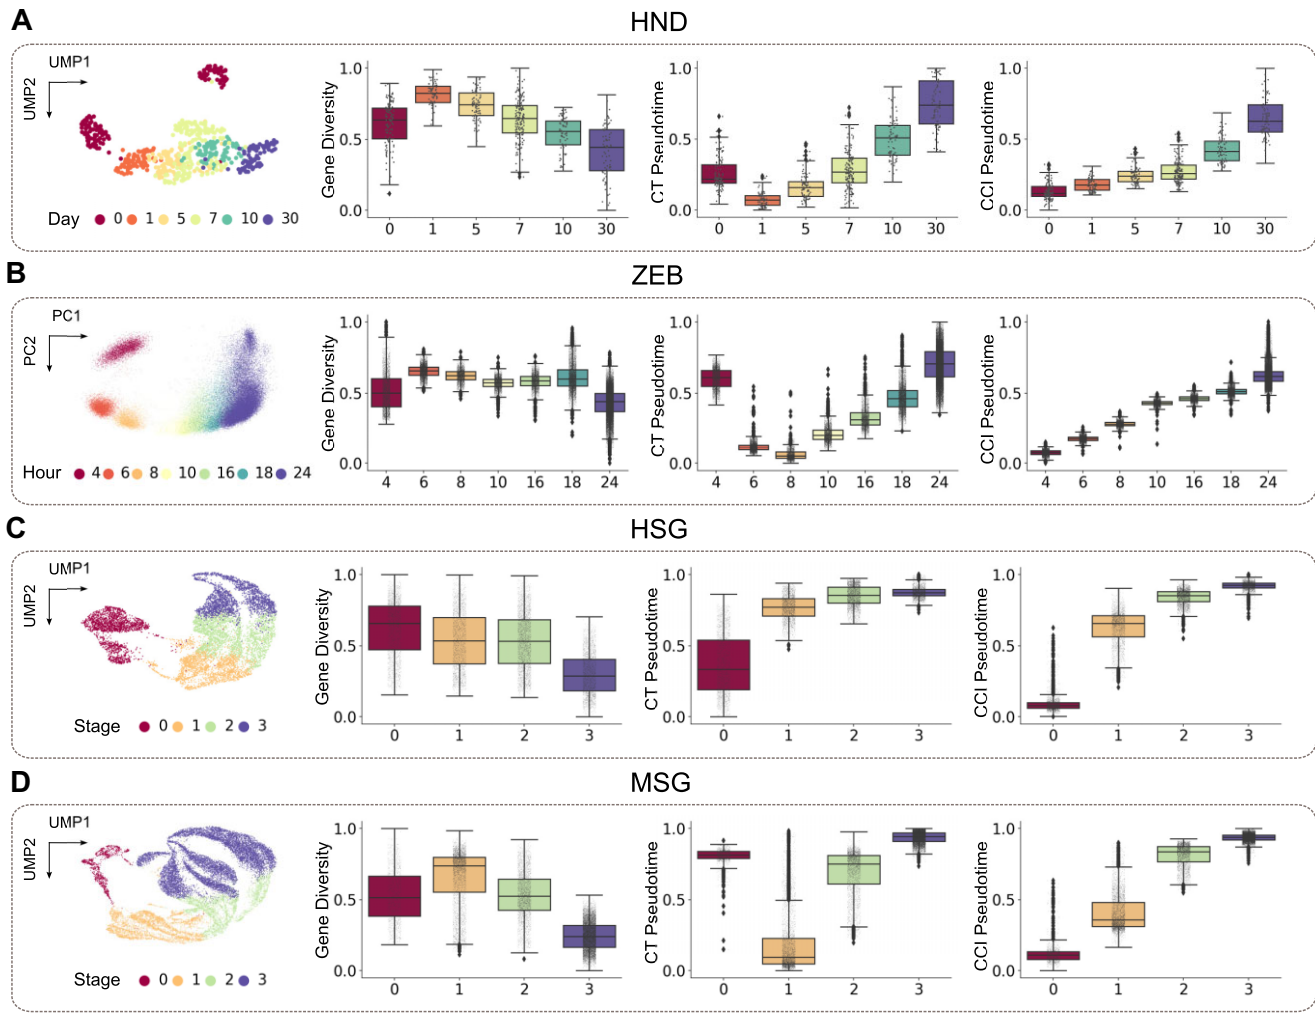 A
HND
UMP1
UMP2
Day 0 1 5 7 10 30
Gene Diversity
1.0
0.5
0.0
0 1 5 7 10 30
CT Pseudotime
1.0
0.5
0.0
0 1 5 7 10 30
CCI Pseudotime
1.0
0.5
0.0
0 1 5 7 10 30
B
ZEB
PC1
PC2
Hour 4 6 8 10 16 18 24
Gene Diversity
1.0
0.5
0.0
4 6 8 10 16 18 24
CT Pseudotime
1.0
0.5
0.0
4 6 8 10 16 18 24
CCI Pseudotime
1.0
0.5
0.0
4 6 8 10 16 18 24
C
HSG
UMP1
UMP2
Stage 0 1 2 3
Gene Diversity
1.0
0.5
0.0
0 1 2 3
CT Pseudotime
1.0
0.5
0.0
0 1 2 3
CCI Pseudotime
1.0
0.5
0.0
0 1 2 3
D
MSG
UMP1
UMP2
Stage 0 1 2 3
Gene Diversity
1.0
0.5
0.0
0 1 2 3
CT Pseudotime
1.0
0.5
0.0
0 1 2 3
CCI Pseudotime
1.0
0.5
0.0
0 1 2 3